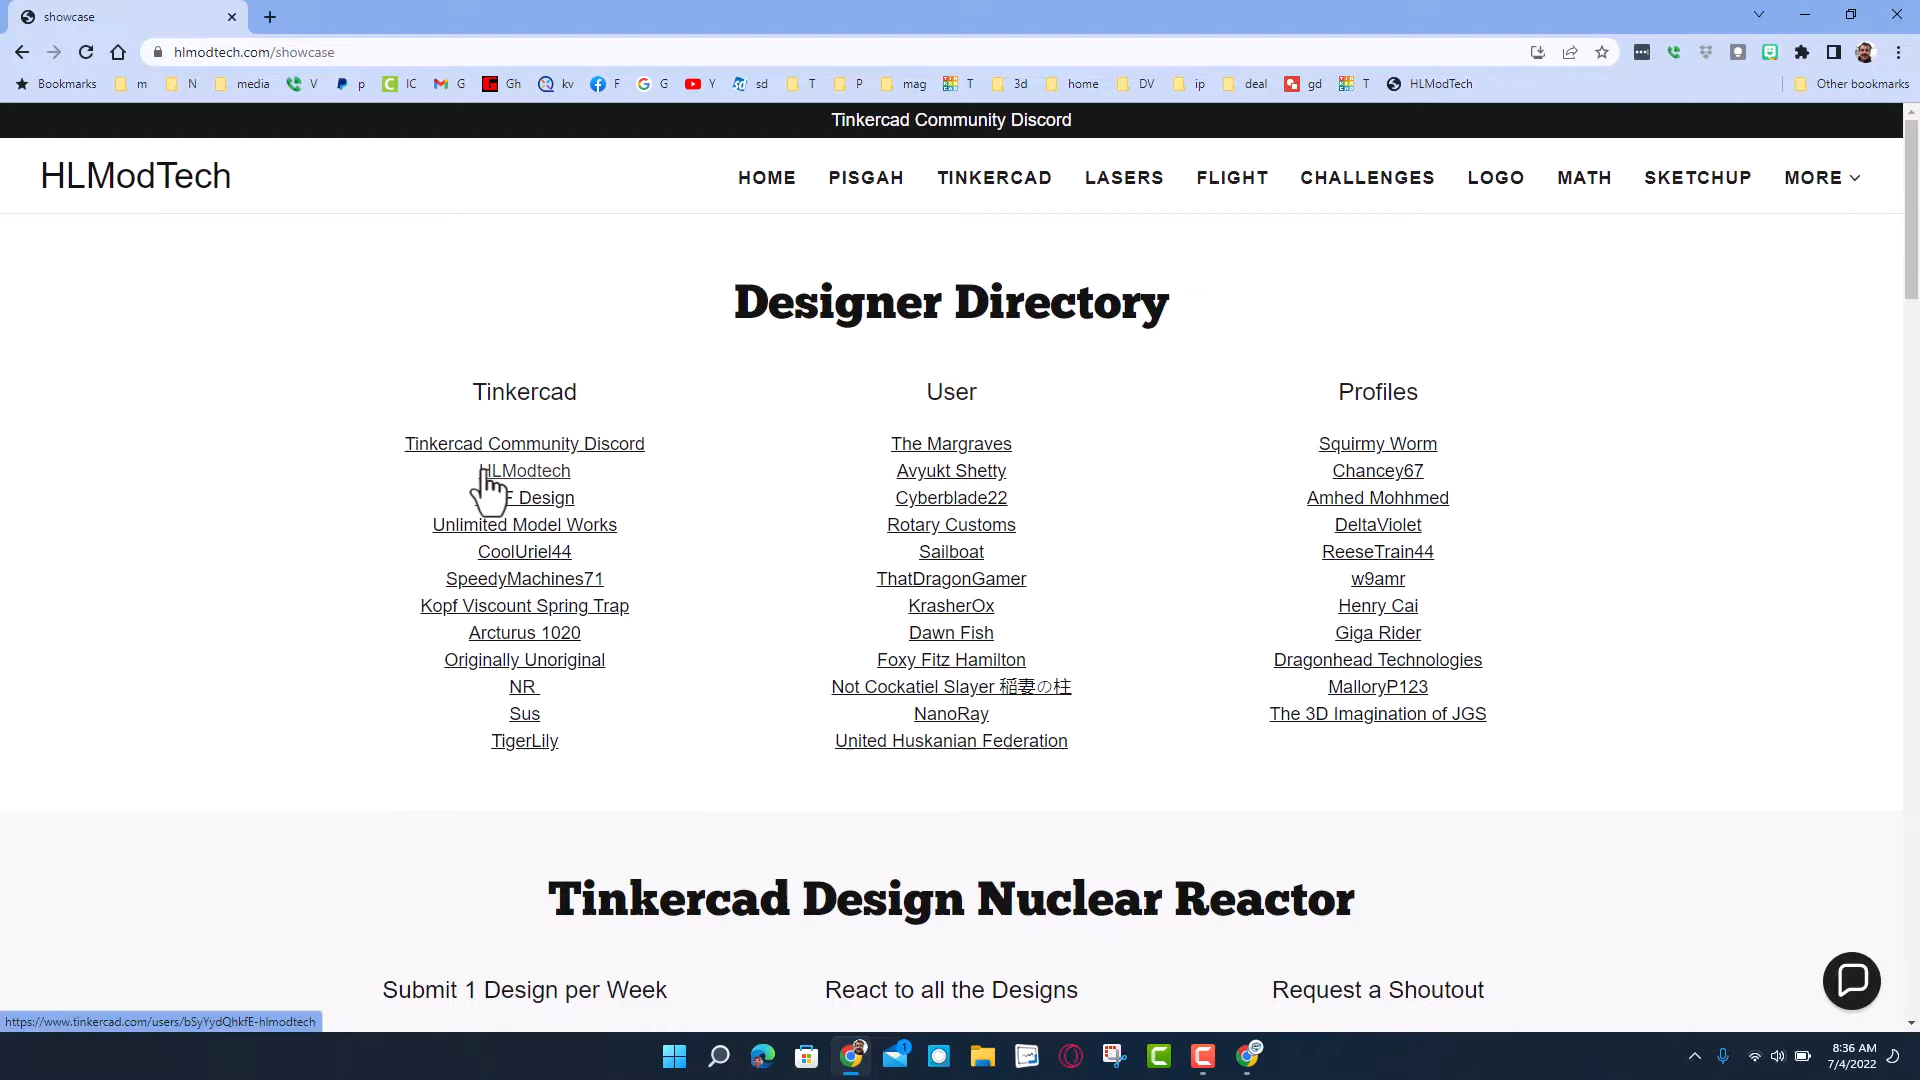 showcase
hlmodtech.com/showcase
Bookmarks m N media V p IC G Gh kv F G Y sd T P mag T 3d home DV ip deal gd T HLModTech Other bookmarks
Tinkercad Community Discord
HLModTech
HOME PISGAH TINKERCAD LASERS FLIGHT CHALLENGES LOGO MATH SKETCHUP MORE
Designer Directory
Tinkercad
Tinkercad Community Discord
HLModtech
F Design
Unlimited Model Works
CoolUriel44
SpeedyMachines71
Kopf Viscount Spring Trap
Arcturus 1020
Originally Unoriginal
NR
Sus
TigerLily
User
The Margraves
Avyukt Shetty
Cyberblade22
Rotary Customs
Sailboat
ThatDragonGamer
KrasherOx
Dawn Fish
Foxy Fitz Hamilton
Not Cockatiel Slayer 稲妻の柱
NanoRay
United Huskanian Federation
Profiles
Squirmy Worm
Chancey67
Amhed Mohhmed
DeltaViolet
ReeseTrain44
w9amr
Henry Cai
Giga Rider
Dragonhead Technologies
MalloryP123
The 3D Imagination of JGS
Tinkercad Design Nuclear Reactor
Submit 1 Design per Week
React to all the Designs
Request a Shoutout
https://www.tinkercad.com/users/bSyYydQhkfE-hlmodtech
8:36 AM
7/4/2022